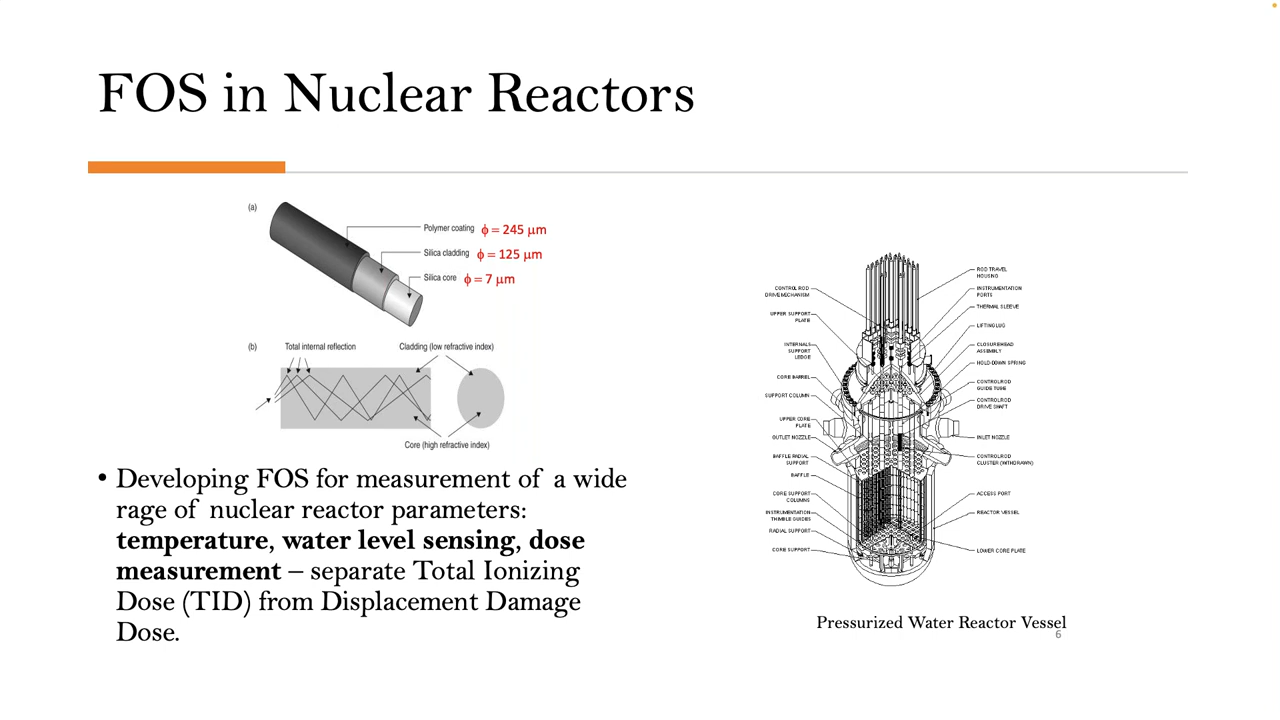 FOS in Nuclear Reactors
(a)
Polymer coating ϕ = 245 μm
Silica cladding ϕ = 125 μm
Silica core ϕ = 7 μm
(b)
Total internal reflection
Cladding (low refractive index)
Core (high refractive index)
• Developing FOS for measurement of a wide
rage of nuclear reactor parameters:
temperature, water level sensing, dose
measurement – separate Total Ionizing
Dose (TID) from Displacement Damage
Dose.
CONTROL ROD
DRIVE MECHANISM
UPPER SUPPORT
PLATE
INTERNALS
SUPPORT
LEDGE
CORE BARREL
SUPPORT COLUMN
UPPER CORE
PLATE
OUTLET NOZZLE
BAFFLE RADIAL
SUPPORT
BAFFLE
CORE SUPPORT
COLUMNS
INSTRUMENTATION
THIMBLE GUIDES
RADIAL SUPPORT
CORE SUPPORT
ROD TRAVEL
HOUSING
INSTRUMENTATION
PORTS
THERMAL SLEEVE
LIFTING LUG
CLOSURE HEAD
ASSEMBLY
HOLD-DOWN SPRING
CONTROL ROD
GUIDE TUBE
CONTROL ROD
DRIVE SHAFT
INLET NOZZLE
CONTROL ROD
CLUSTER (WITHDRAWN)
ACCESS PORT
REACTOR VESSEL
LOWER CORE PLATE
Pressurized Water Reactor Vessel
6